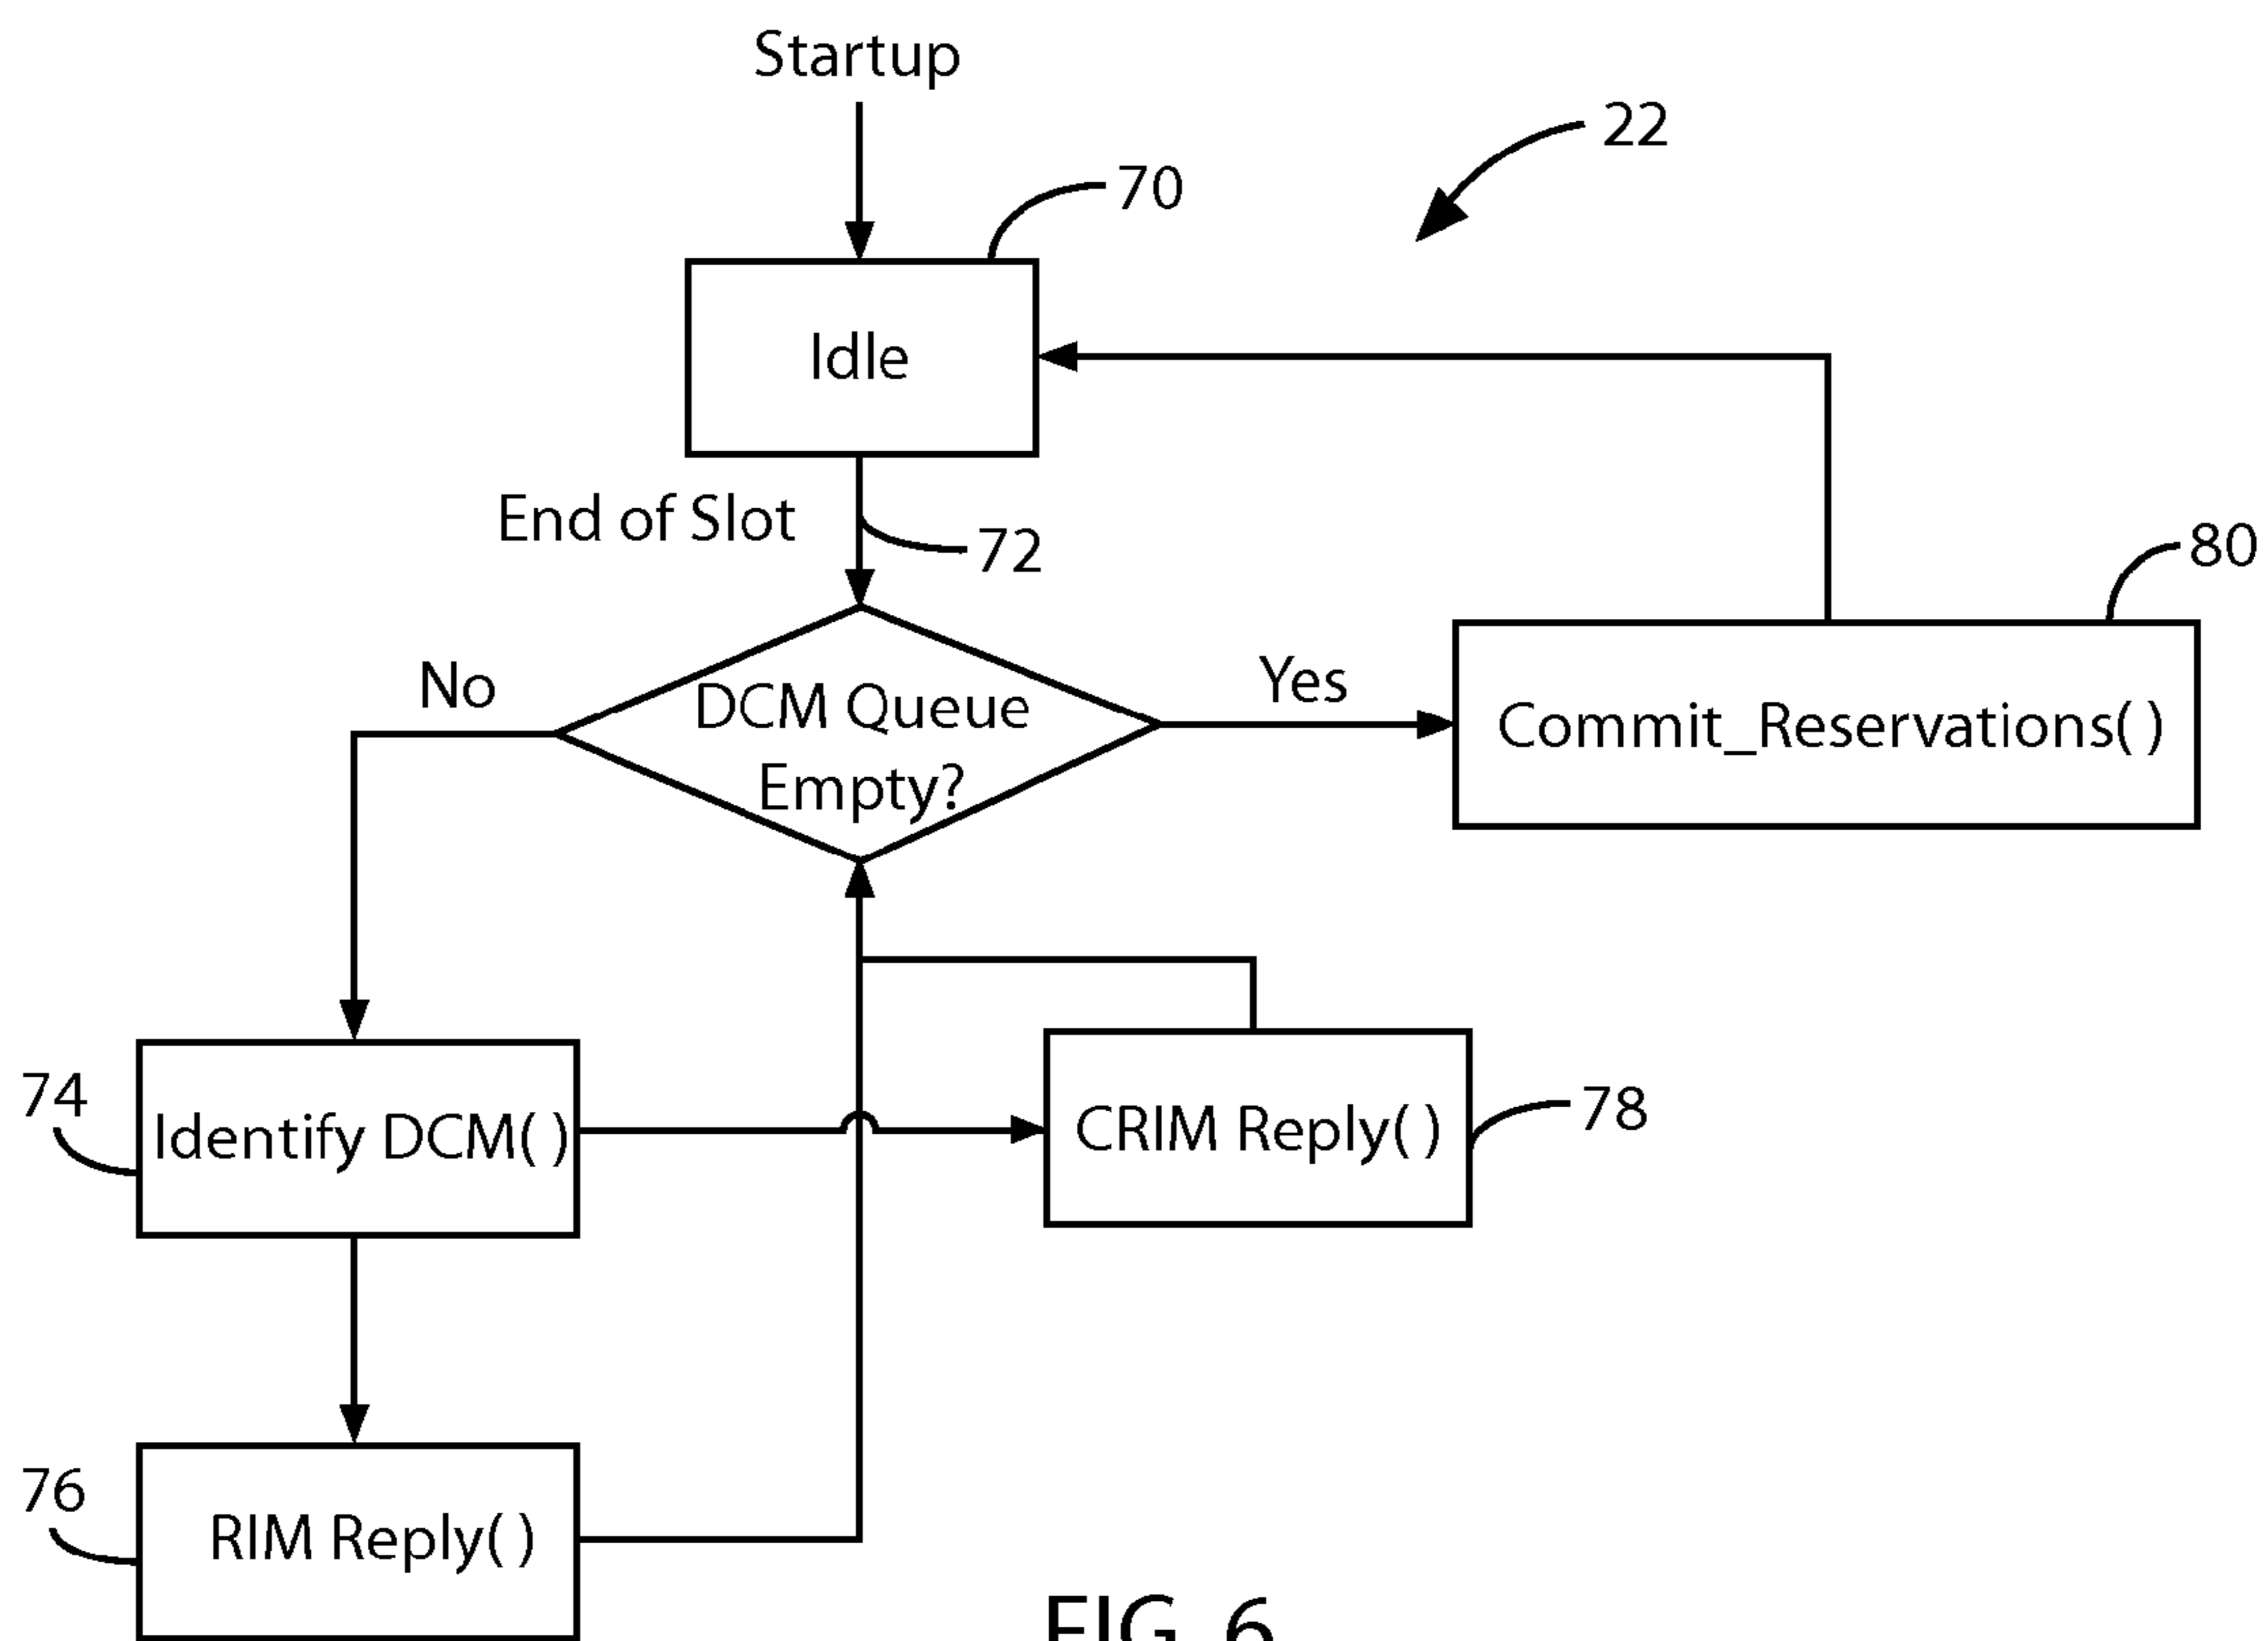 Startup
22
70
Idle
End of Slot
72
80
No
DCM Queue
Empty?
Yes
Commit_Reservations( )
74
Identify DCM( )
CRIM Reply( )
78
76
RIM Reply( )
FIG. 6